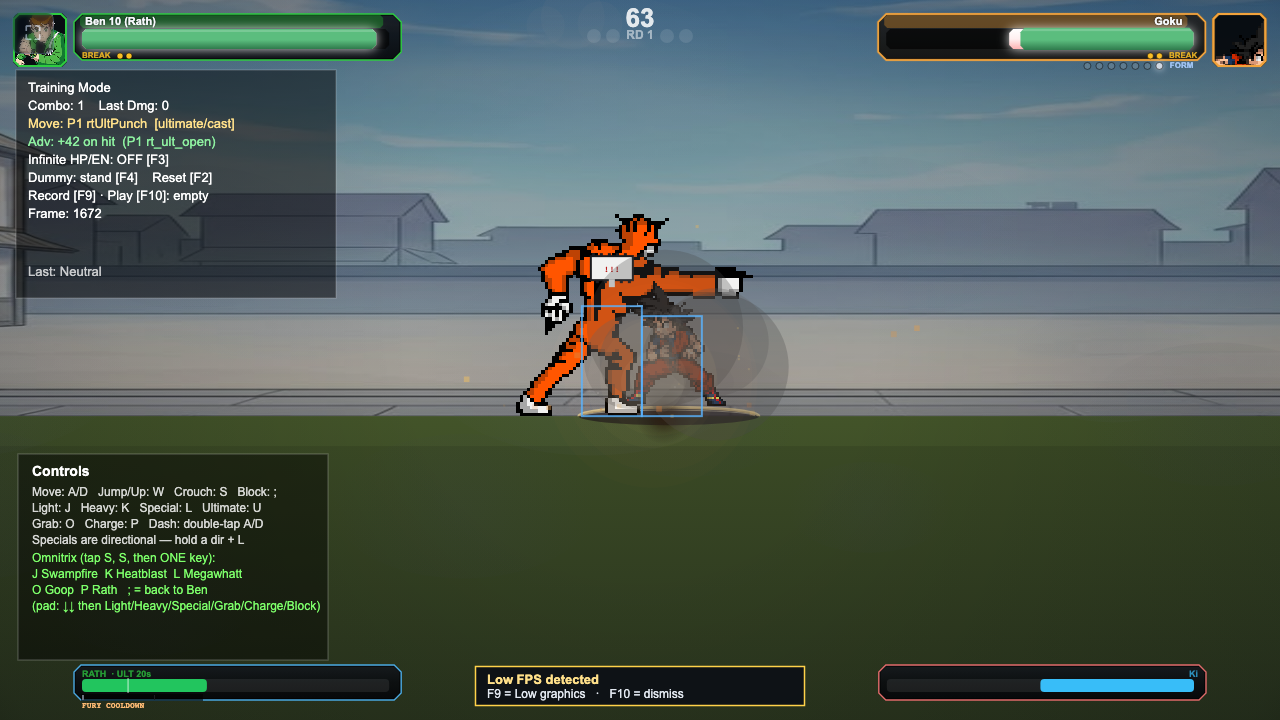 Ben 10 (Rath)
BREAK
63
RD 1
Goku
BREAK
FORM
Training Mode
Combo: 1 Last Dmg: 0
Move: P1 rtUltPunch [ultimate/cast]
Adv: +42 on hit (P1 rt_ult_open)
Infinite HP/EN: OFF [F3]
Dummy: stand [F4] Reset [F2]
Record [F9] · Play [F10]: empty
Frame: 1672
Last: Neutral
!!!
Controls
Move: A/D Jump/Up: W Crouch: S Block: ;
Light: J Heavy: K Special: L Ultimate: U
Grab: O Charge: P Dash: double-tap A/D
Specials are directional — hold a dir + L
Omnitrix (tap S, S, then ONE key):
J Swampfire K Heatblast L Megawhatt
O Goop P Rath ; = back to Ben
(pad: ↓↓ then Light/Heavy/Special/Grab/Charge/Block)
RATH · ULT 20s
FURY COOLDOWN
Low FPS detected
F9 = Low graphics · F10 = dismiss
Ki